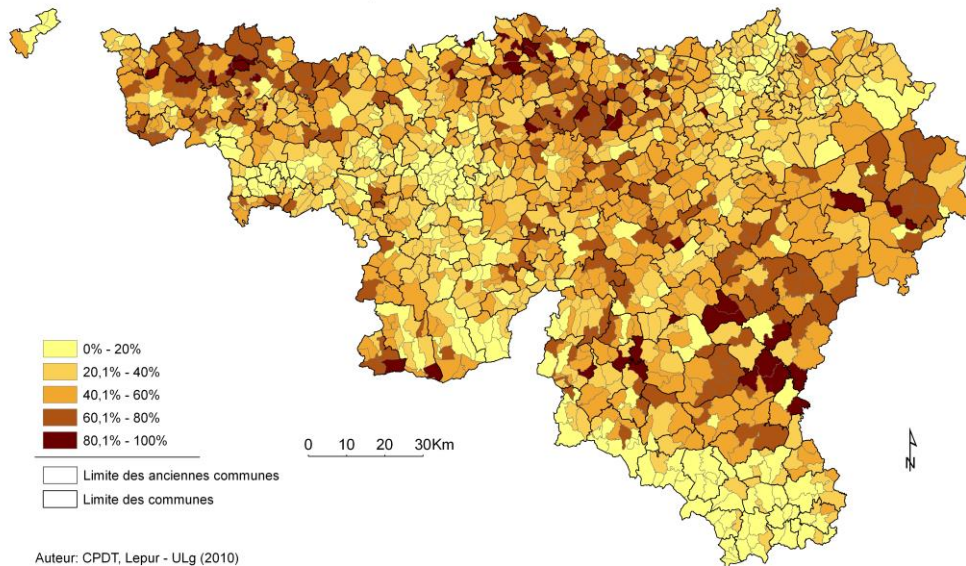 0% - 20%
20,1% - 40%
40,1% - 60%
60,1% - 80%
80,1% - 100%
0 10 20 30Km
Limite des anciennes communes
Limite des communes
N
Auteur: CPDT, Lepur - ULg (2010)